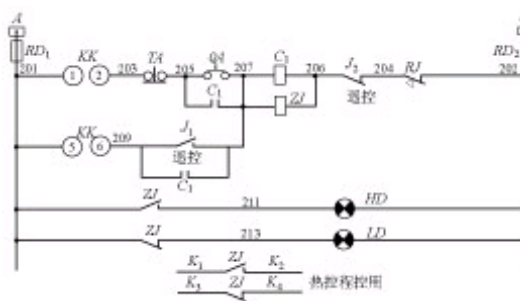 A
RD₁
RD₂
201 KK 203 TA 205 QA 207 C₁ 206 J₂ 204 RJ 202
① ②
C₁ ZJ 遥控
KK 209 J₁
⑤ ⑥
遥控
C₁
ZJ 211 HD
ZJ 213 LD
K₁ ZJ K₂
K₃ ZJ K₄
热控程控用